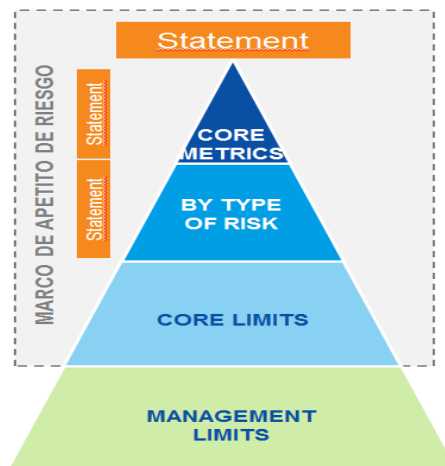 Statement
MARCO DE APETITO DE RIESGO
Statement
Statement
CORE
METRICS
BY TYPE
OF RISK
CORE LIMITS
MANAGEMENT
LIMITS